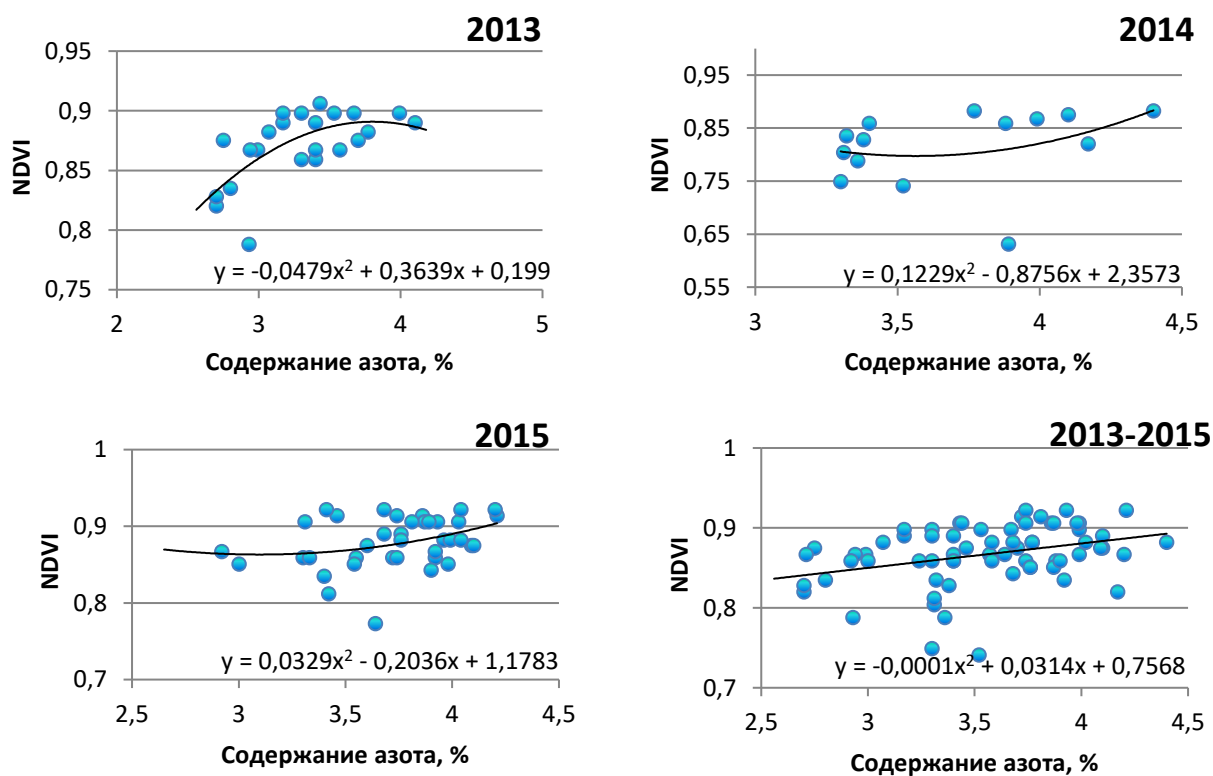 2013
0,95
0,9
0,85
0,8
0,75
NDVI
y = -0,0479x² + 0,3639x + 0,199
2 3 4 5
Содержание азота, %
2014
0,95
0,85
0,75
0,65
0,55
NDVI
y = 0,1229x² - 0,8756x + 2,3573
3 3,5 4 4,5
Содержание азота, %
2015
1
0,9
0,8
0,7
NDVI
y = 0,0329x² - 0,2036x + 1,1783
2,5 3 3,5 4 4,5
Содержание азота, %
2013-2015
1
0,9
0,8
0,7
NDVI
y = -0,0001x² + 0,0314x + 0,7568
2,5 3 3,5 4 4,5
Содержание азота, %